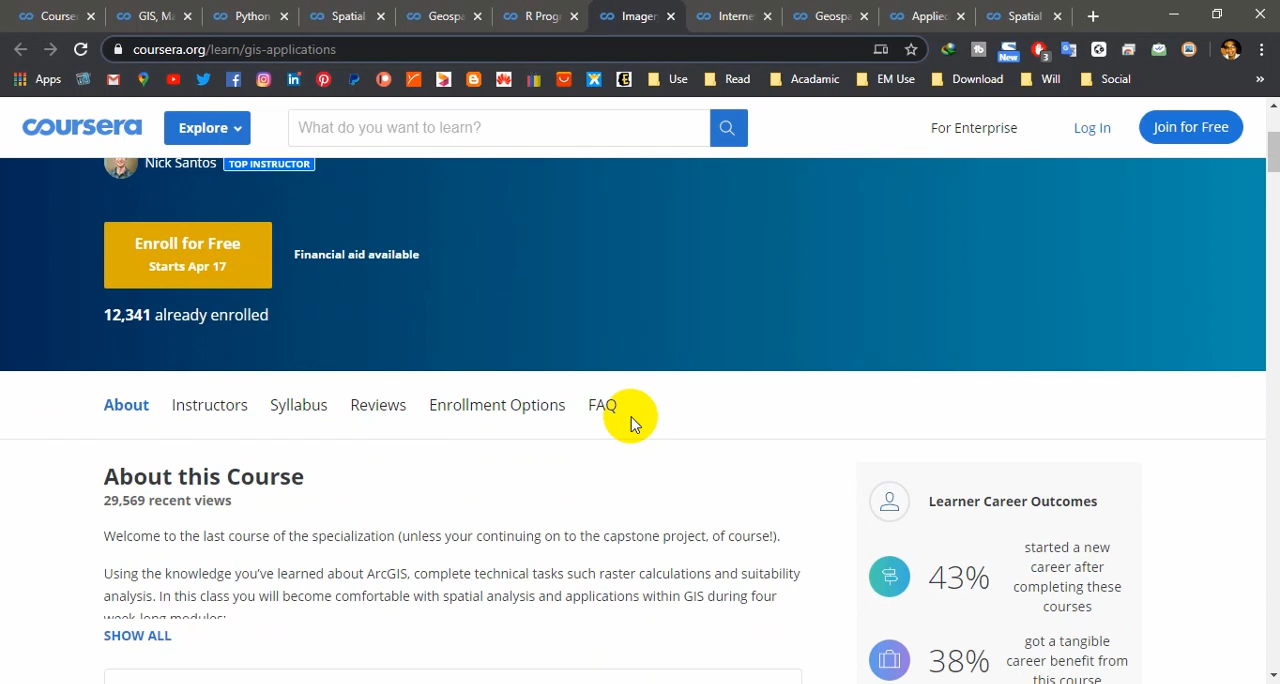 Course
GIS, Ma
Python
Spatial
Geospa
R Prog
Imager
Interne
Geospa
Applied
Spatial
coursera.org/learn/gis-applications
New
3
Apps
Use
Read
Acadamic
EM Use
Download
Will
Social
»
coursera
Explore
What do you want to learn?
For Enterprise
Log In
Join for Free
Nick Santos
TOP INSTRUCTOR
Enroll for Free
Starts Apr 17
Financial aid available
12,341 already enrolled
About
Instructors
Syllabus
Reviews
Enrollment Options
FAQ
About this Course
29,569 recent views
Welcome to the last course of the specialization (unless your continuing on to the capstone project, of course!).
Using the knowledge you've learned about ArcGIS, complete technical tasks such raster calculations and suitability
analysis. In this class you will become comfortable with spatial analysis and applications within GIS during four
week-long modules:
SHOW ALL
Learner Career Outcomes
43%
started a new
career after
completing these
courses
38%
got a tangible
career benefit from
this course